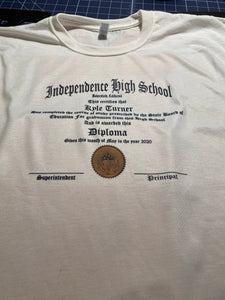 Independence High School
This certifies that
Kyle Turner
Has completed the course of study prescribed by the State Board of
Education for graduation from this High School
And is awarded this
Diploma
Given this month of May in the year 2020
Superintendent
Principal